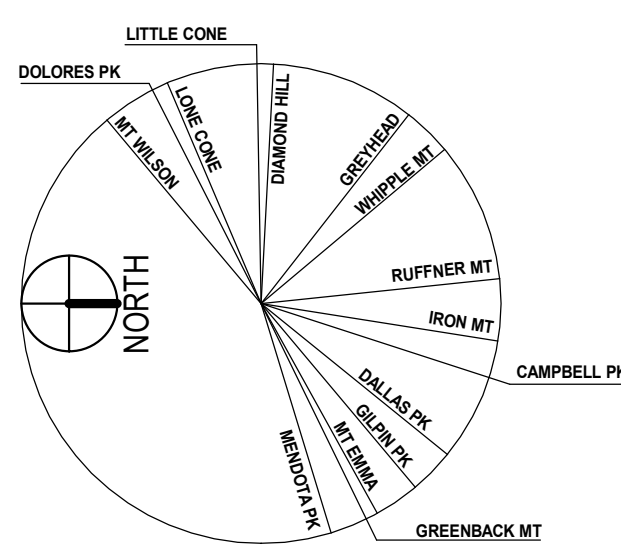 LITTLE CONE
DOLORES PK
MT WILSON
LONE CONE
DIAMOND HILL
GREYHEAD
WHIPPLE MT
NORTH
RUFFNER MT
IRON MT
CAMPBELL PK
DALLAS PK
GILPIN PK
MT EMMA
MENDOTA PK
GREENBACK MT